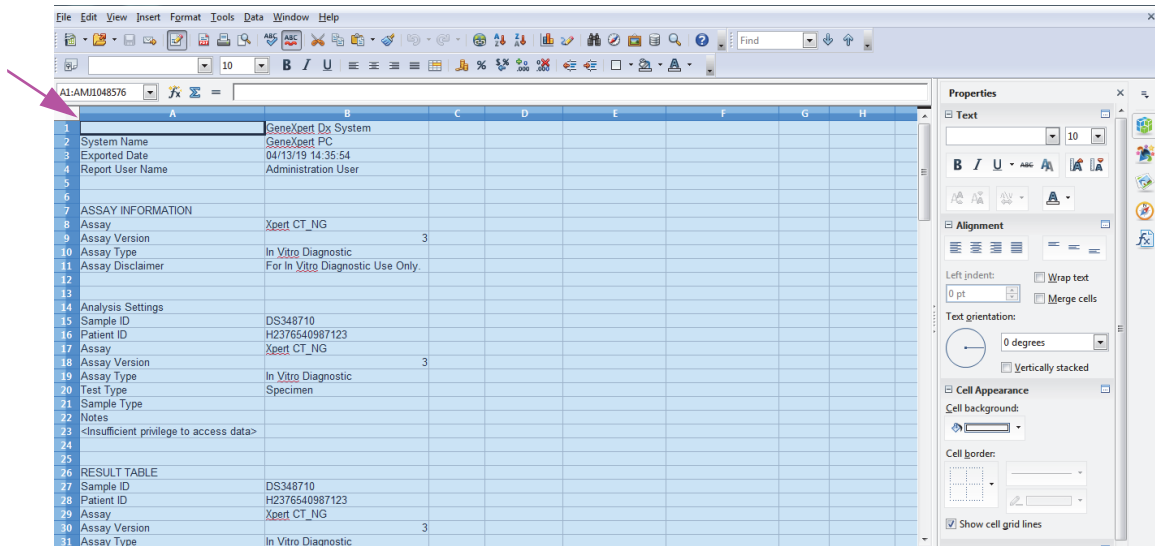 File Edit View Insert Format Tools Data Window Help
Find
10 B I U
A1:AMJ1048576
A B C D E F G H
1 GeneXpert Dx System
2 System Name GeneXpert PC
3 Exported Date 04/13/19 14:35:54
4 Report User Name Administration User
5
6
7 ASSAY INFORMATION
8 Assay Xpert CT_NG
9 Assay Version 3
10 Assay Type In Vitro Diagnostic
11 Assay Disclaimer For In Vitro Diagnostic Use Only.
12
13
14 Analysis Settings
15 Sample ID DS348710
16 Patient ID H2376540987123
17 Assay Xpert CT_NG
18 Assay Version 3
19 Assay Type In Vitro Diagnostic
20 Test Type Specimen
21 Sample Type
22 Notes
23 <Insufficient privilege to access data>
24
25
26 RESULT TABLE
27 Sample ID DS348710
28 Patient ID H2376540987123
29 Assay Xpert CT_NG
30 Assay Version 3
31 Assay Type In Vitro Diagnostic
Properties
Text
10
B I U ABC
Alignment
Left indent:
Wrap text
0 pt
Merge cells
Text orientation:
0 degrees
Vertically stacked
Cell Appearance
Cell background:
Cell border:
Show cell grid lines